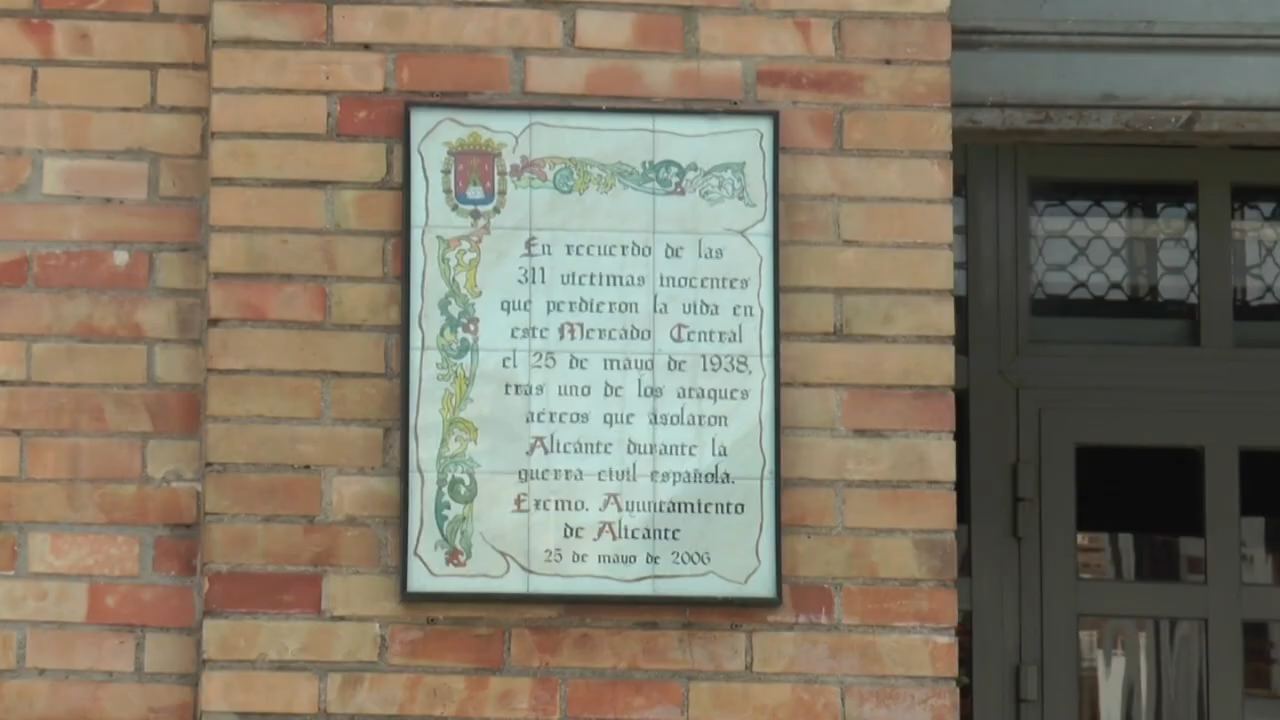 En recuerdo de las
311 victimas inocentes
que perdieron la vida en
este Mercado Central
el 25 de mayo de 1938,
tras uno de los ataques
aéreos que asolaron
Alicante durante la
guerra civil española.
Excmo. Ayuntamiento
de Alicante
25 de mayo de 2006